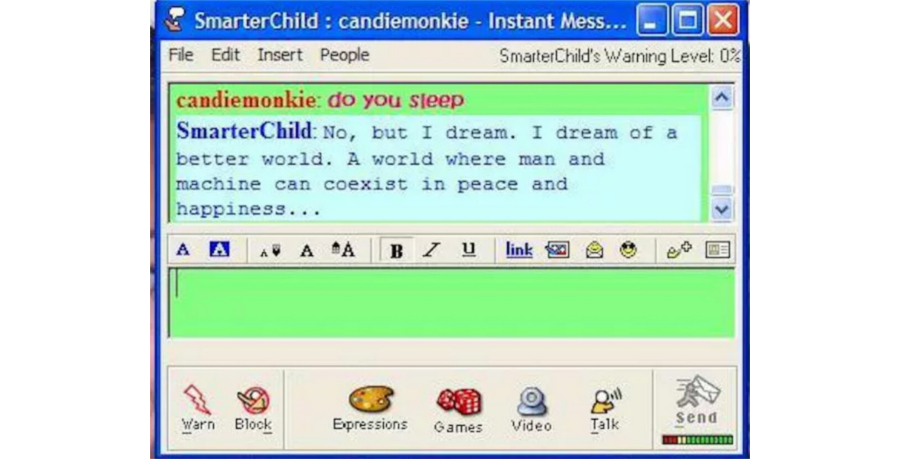 SmarterChild : candiemonkie - Instant Mess...
File Edit Insert People SmarterChild's Warning Level: 0%
candiemonkie: do you sleep
SmarterChild: No, but I dream. I dream of a
better world. A world where man and
machine can coexist in peace and
happiness...
A A A A A B I U link
Warn Block Expressions Games Video Talk Send